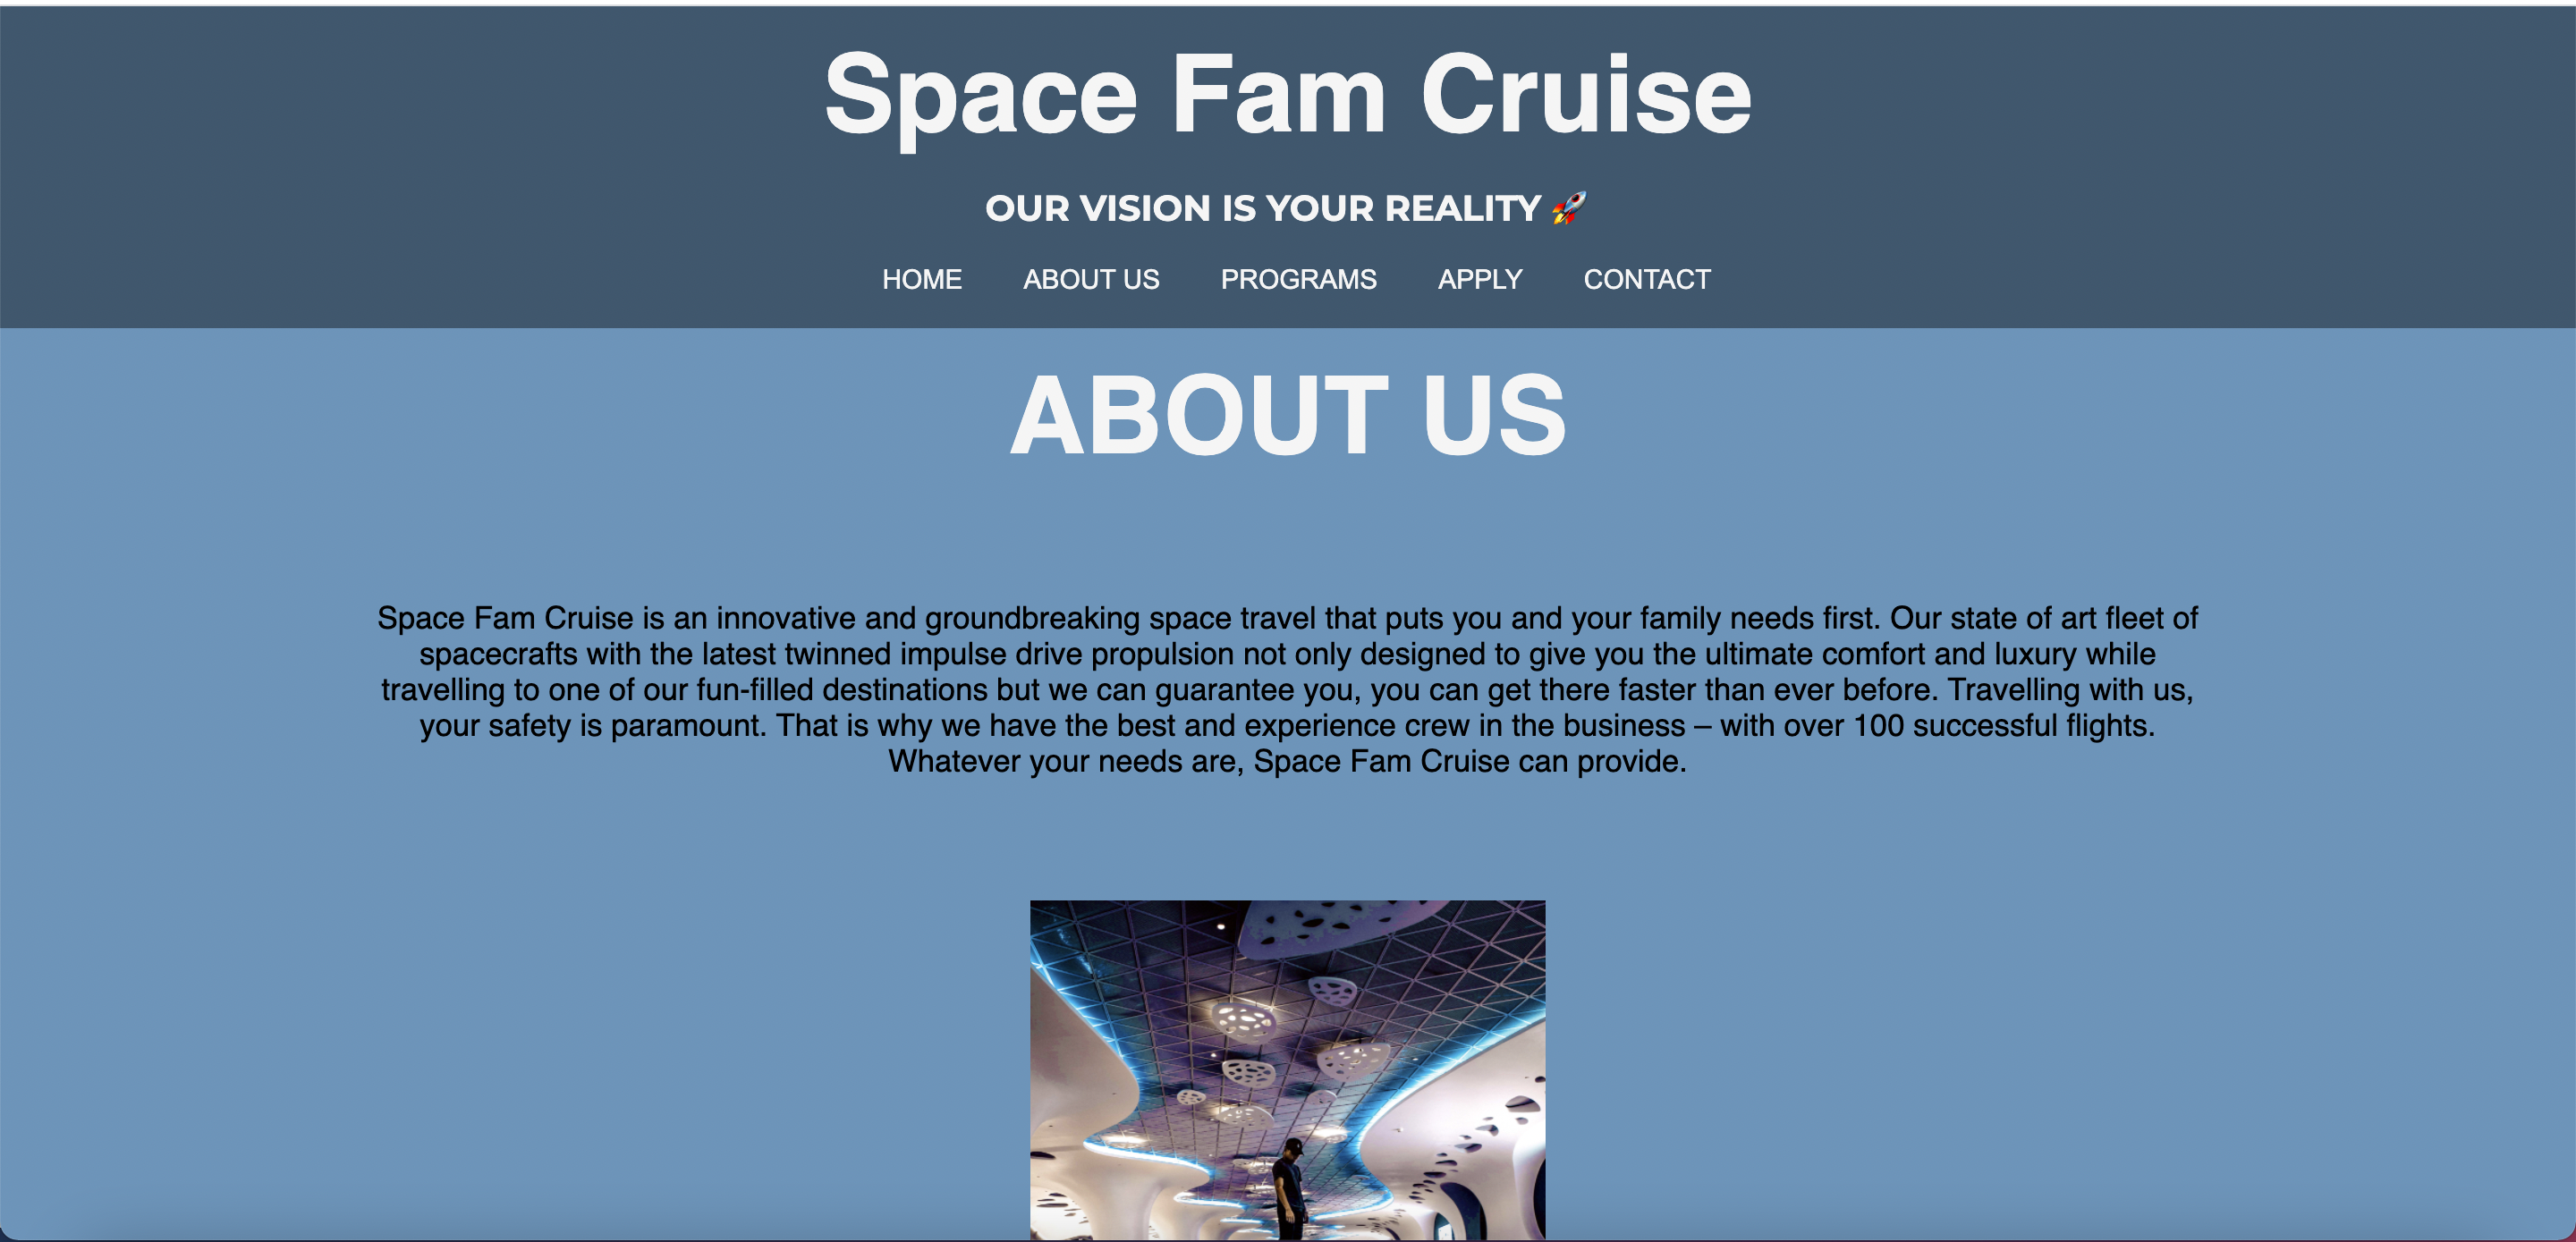 Space Fam Cruise
OUR VISION IS YOUR REALITY 🚀
HOME ABOUT US PROGRAMS APPLY CONTACT
ABOUT US
Space Fam Cruise is an innovative and groundbreaking space travel that puts you and your family needs first. Our state of art fleet of
spacecrafts with the latest twinned impulse drive propulsion not only designed to give you the ultimate comfort and luxury while
travelling to one of our fun-filled destinations but we can guarantee you, you can get there faster than ever before. Travelling with us,
your safety is paramount. That is why we have the best and experience crew in the business – with over 100 successful flights.
Whatever your needs are, Space Fam Cruise can provide.